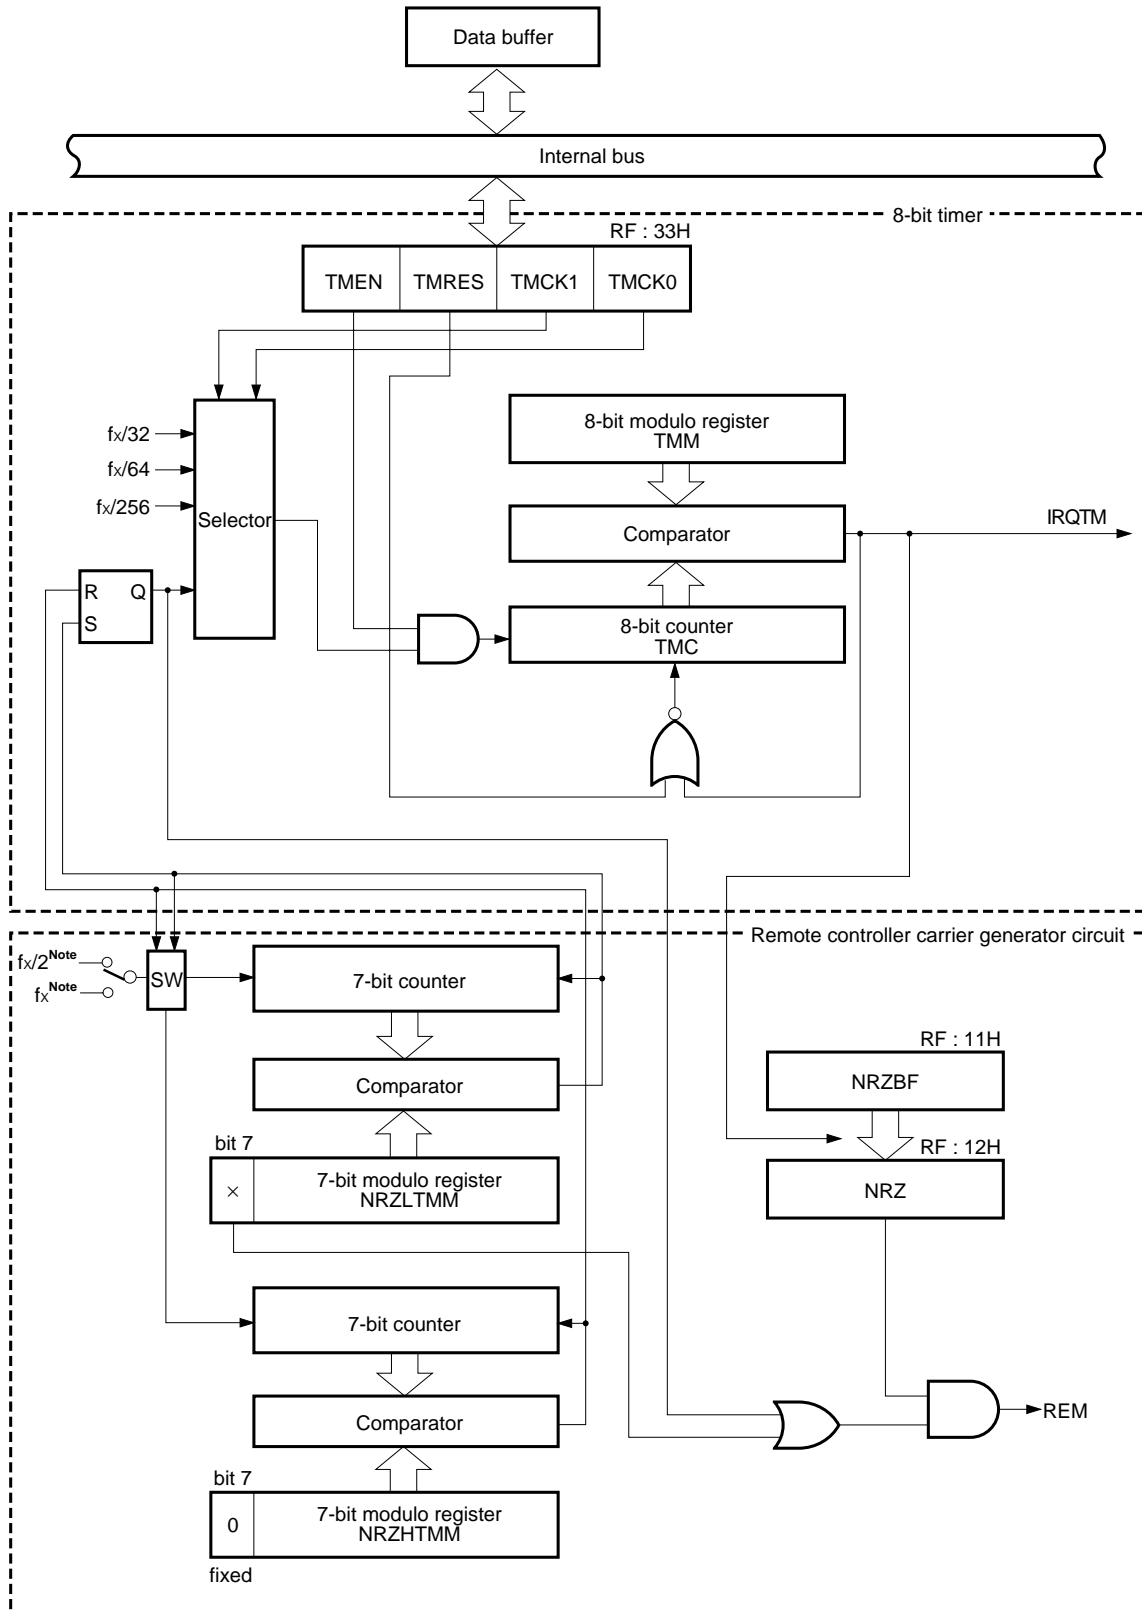 Data buffer
Internal bus
8-bit timer
RF : 33H
TMEN TMRES TMCK1 TMCK0
8-bit modulo register
TMM
fX/32
fX/64
fX/256
Selector
Comparator
IRQTM
R Q
S
8-bit counter
TMC
Remote controller carrier generator circuit
fX/2Note
fXNote
SW
7-bit counter
RF : 11H
NRZBF
Comparator
bit 7
RF : 12H
× 7-bit modulo register
NRZLTMM
NRZ
7-bit counter
Comparator
REM
bit 7
0 7-bit modulo register
NRZHTMM
fixed